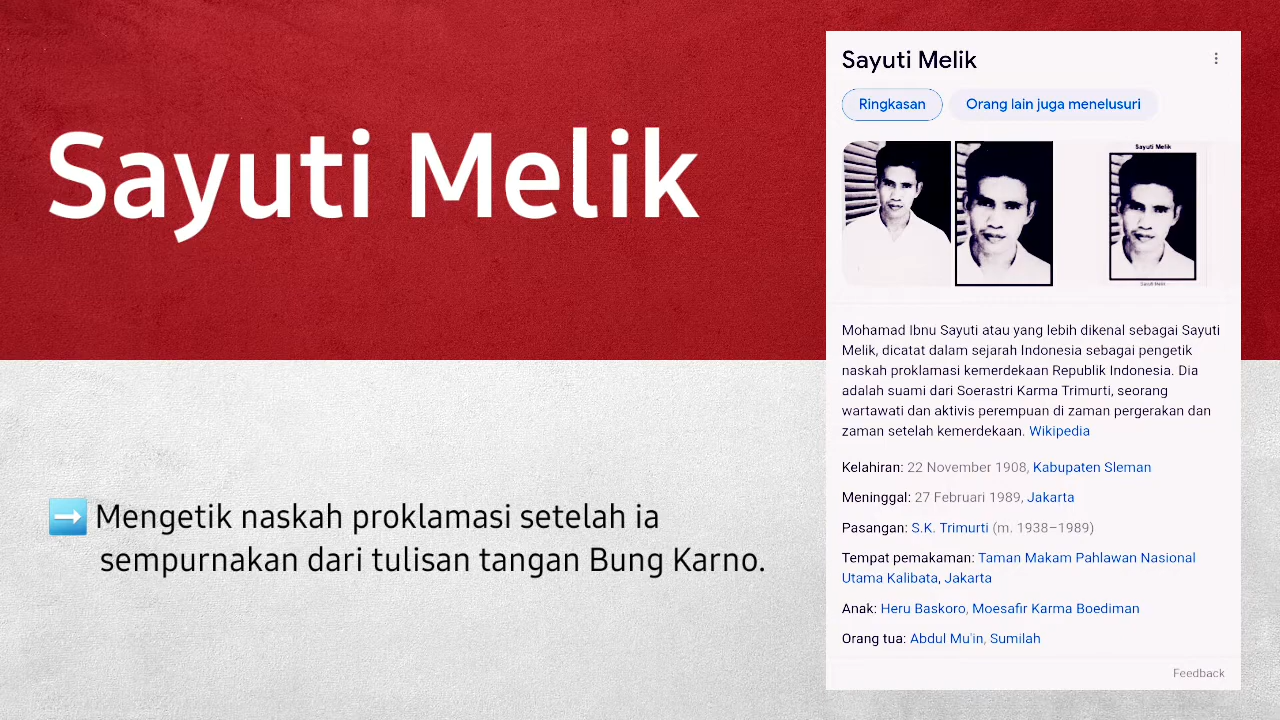 Sayuti Melik
➡️ Mengetik naskah proklamasi setelah ia
sempurnakan dari tulisan tangan Bung Karno.
Sayuti Melik
Ringkasan
Orang lain juga menelusuri
Sayuti Melik
Sayuti Melik
Mohamad Ibnu Sayuti atau yang lebih dikenal sebagai Sayuti
Melik, dicatat dalam sejarah Indonesia sebagai pengetik
naskah proklamasi kemerdekaan Republik Indonesia. Dia
adalah suami dari Soerastri Karma Trimurti, seorang
wartawati dan aktivis perempuan di zaman pergerakan dan
zaman setelah kemerdekaan. Wikipedia
Kelahiran: 22 November 1908, Kabupaten Sleman
Meninggal: 27 Februari 1989, Jakarta
Pasangan: S.K. Trimurti (m. 1938–1989)
Tempat pemakaman: Taman Makam Pahlawan Nasional
Utama Kalibata, Jakarta
Anak: Heru Baskoro, Moesafir Karma Boediman
Orang tua: Abdul Mu'in, Sumilah
Feedback